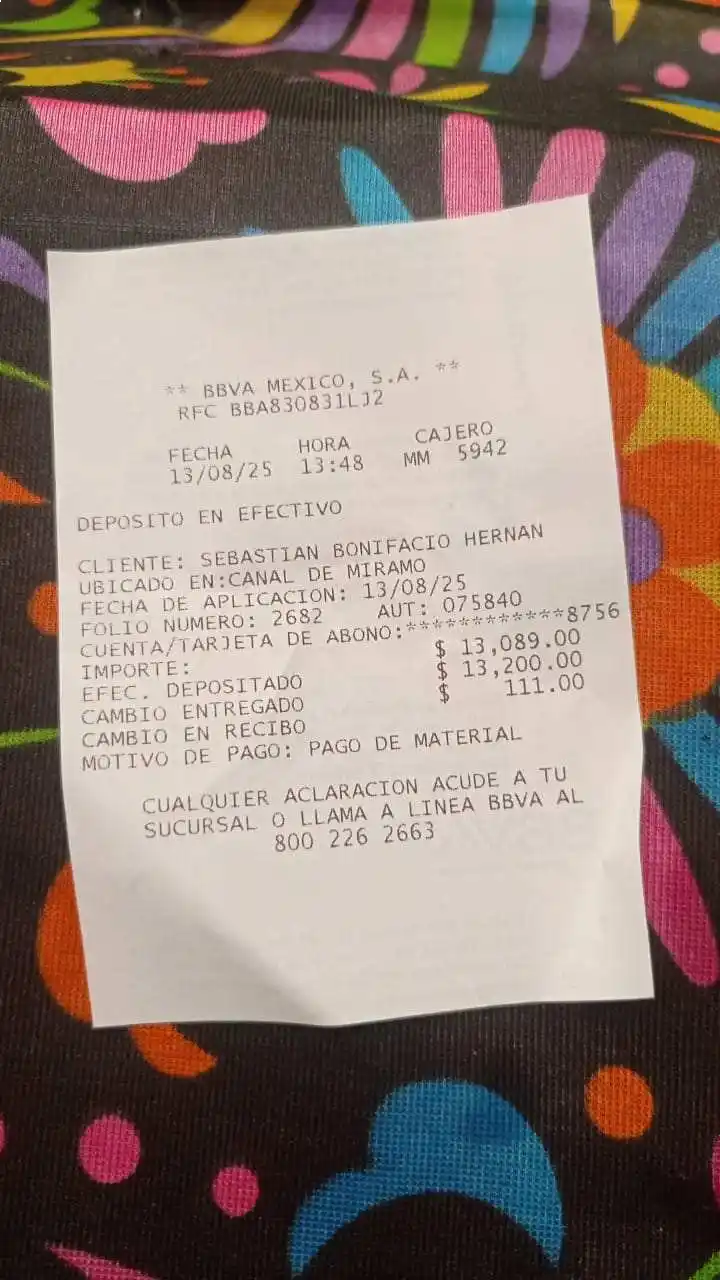 ** BBVA MEXICO, S.A. **
RFC BBA830831LJ2
FECHA HORA CAJERO
13/08/25 13:48 MM 5942
DEPOSITO EN EFECTIVO
CLIENTE: SEBASTIAN BONIFACIO HERNAN
UBICADO EN:CANAL DE MIRAMO
FECHA DE APLICACION: 13/08/25
FOLIO NUMERO: 2682 AUT: 075840
CUENTA/TARJETA DE ABONO:************8756
IMPORTE: $ 13,089.00
EFEC. DEPOSITADO $ 13,200.00
CAMBIO ENTREGADO $ 111.00
CAMBIO EN RECIBO
MOTIVO DE PAGO: PAGO DE MATERIAL
CUALQUIER ACLARACION ACUDE A TU
SUCURSAL O LLAMA A LINEA BBVA AL
800 226 2663